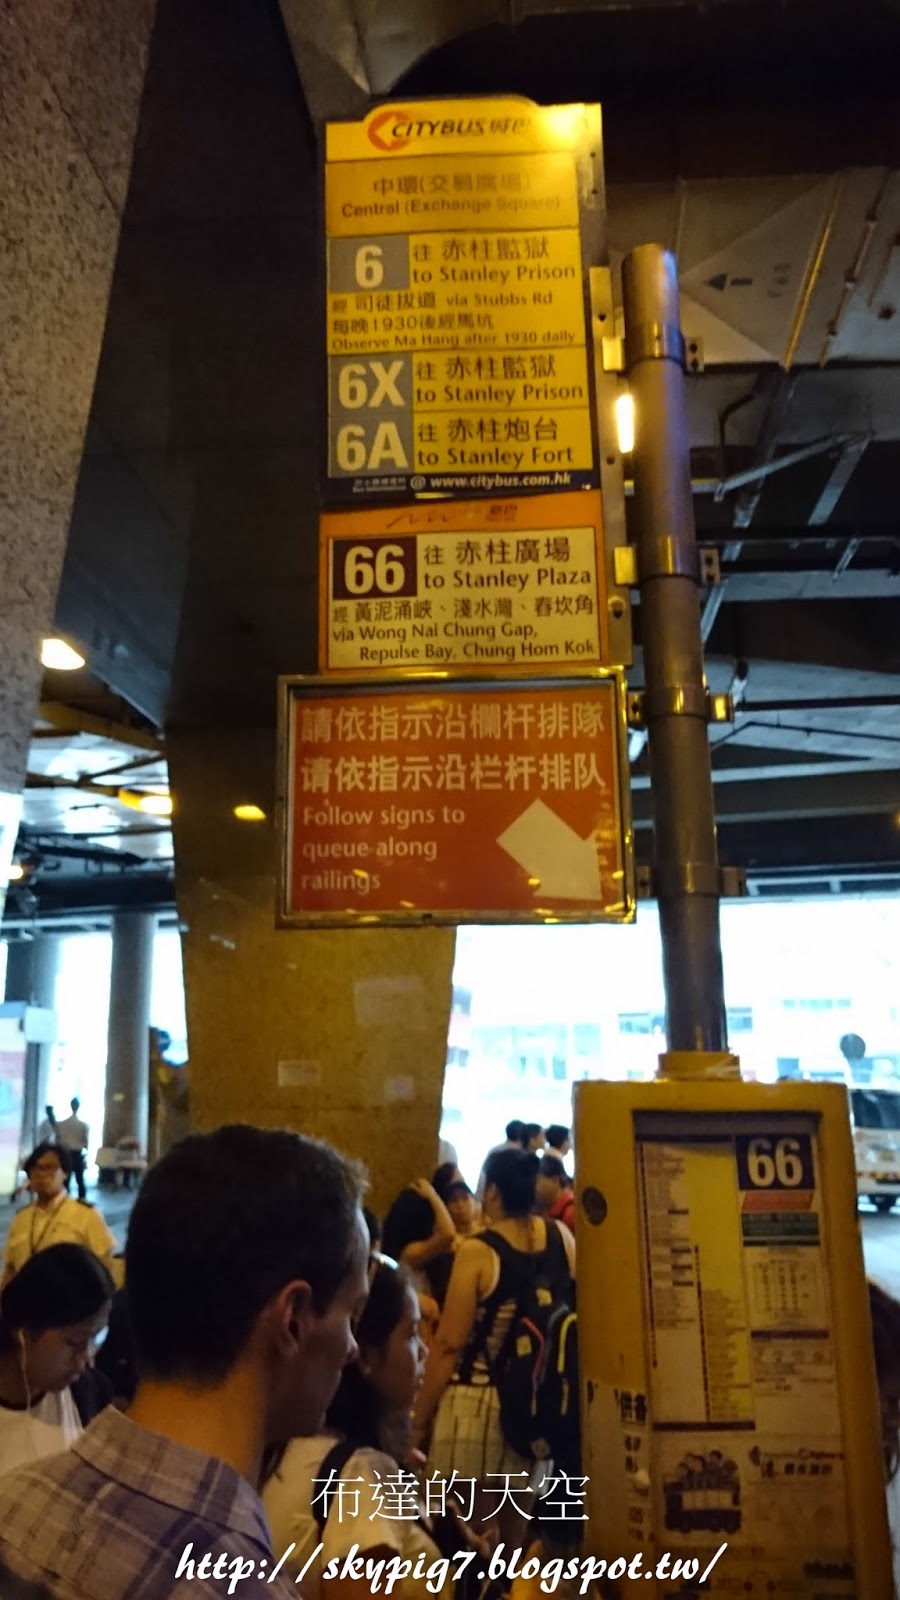 CITYBUS 城巴
中環(交易廣場)
Central (Exchange Square)
6 往 赤柱監獄
to Stanley Prison
經 司徒拔道 via Stubbs Rd
每晚1930後經馬坑
Observe Ma Hang after 1930 daily
6X 往 赤柱監獄
to Stanley Prison
6A 往 赤柱炮台
to Stanley Fort
@ www.citybus.com.hk
66 往 赤柱廣場
to Stanley Plaza
經 黃泥涌峽、淺水灣、舂坎角
via Wong Nai Chung Gap,
Repulse Bay, Chung Hom Kok
請依指示沿欄杆排隊
请依指示沿栏杆排队
Follow signs to
queue along
railings
66
布達的天空
http://skypig7.blogspot.tw/